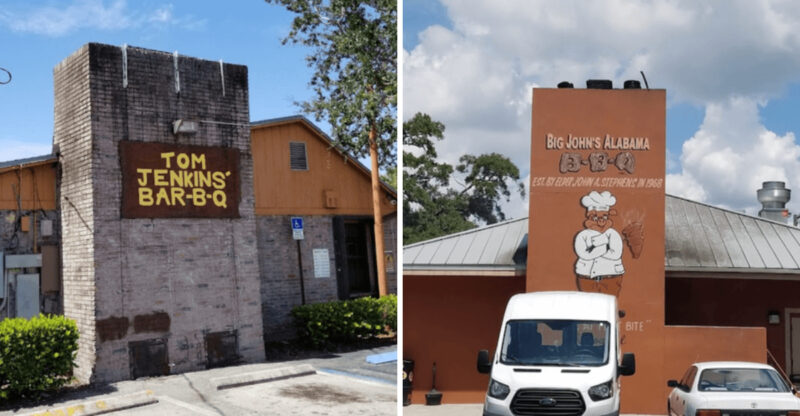 TOM
JENKINS'
BAR-B-Q
BIG JOHN'S ALABAMA
B-B-Q
EST. BY ELDER JOHN A. STEPHENS IN 1968
BITE"